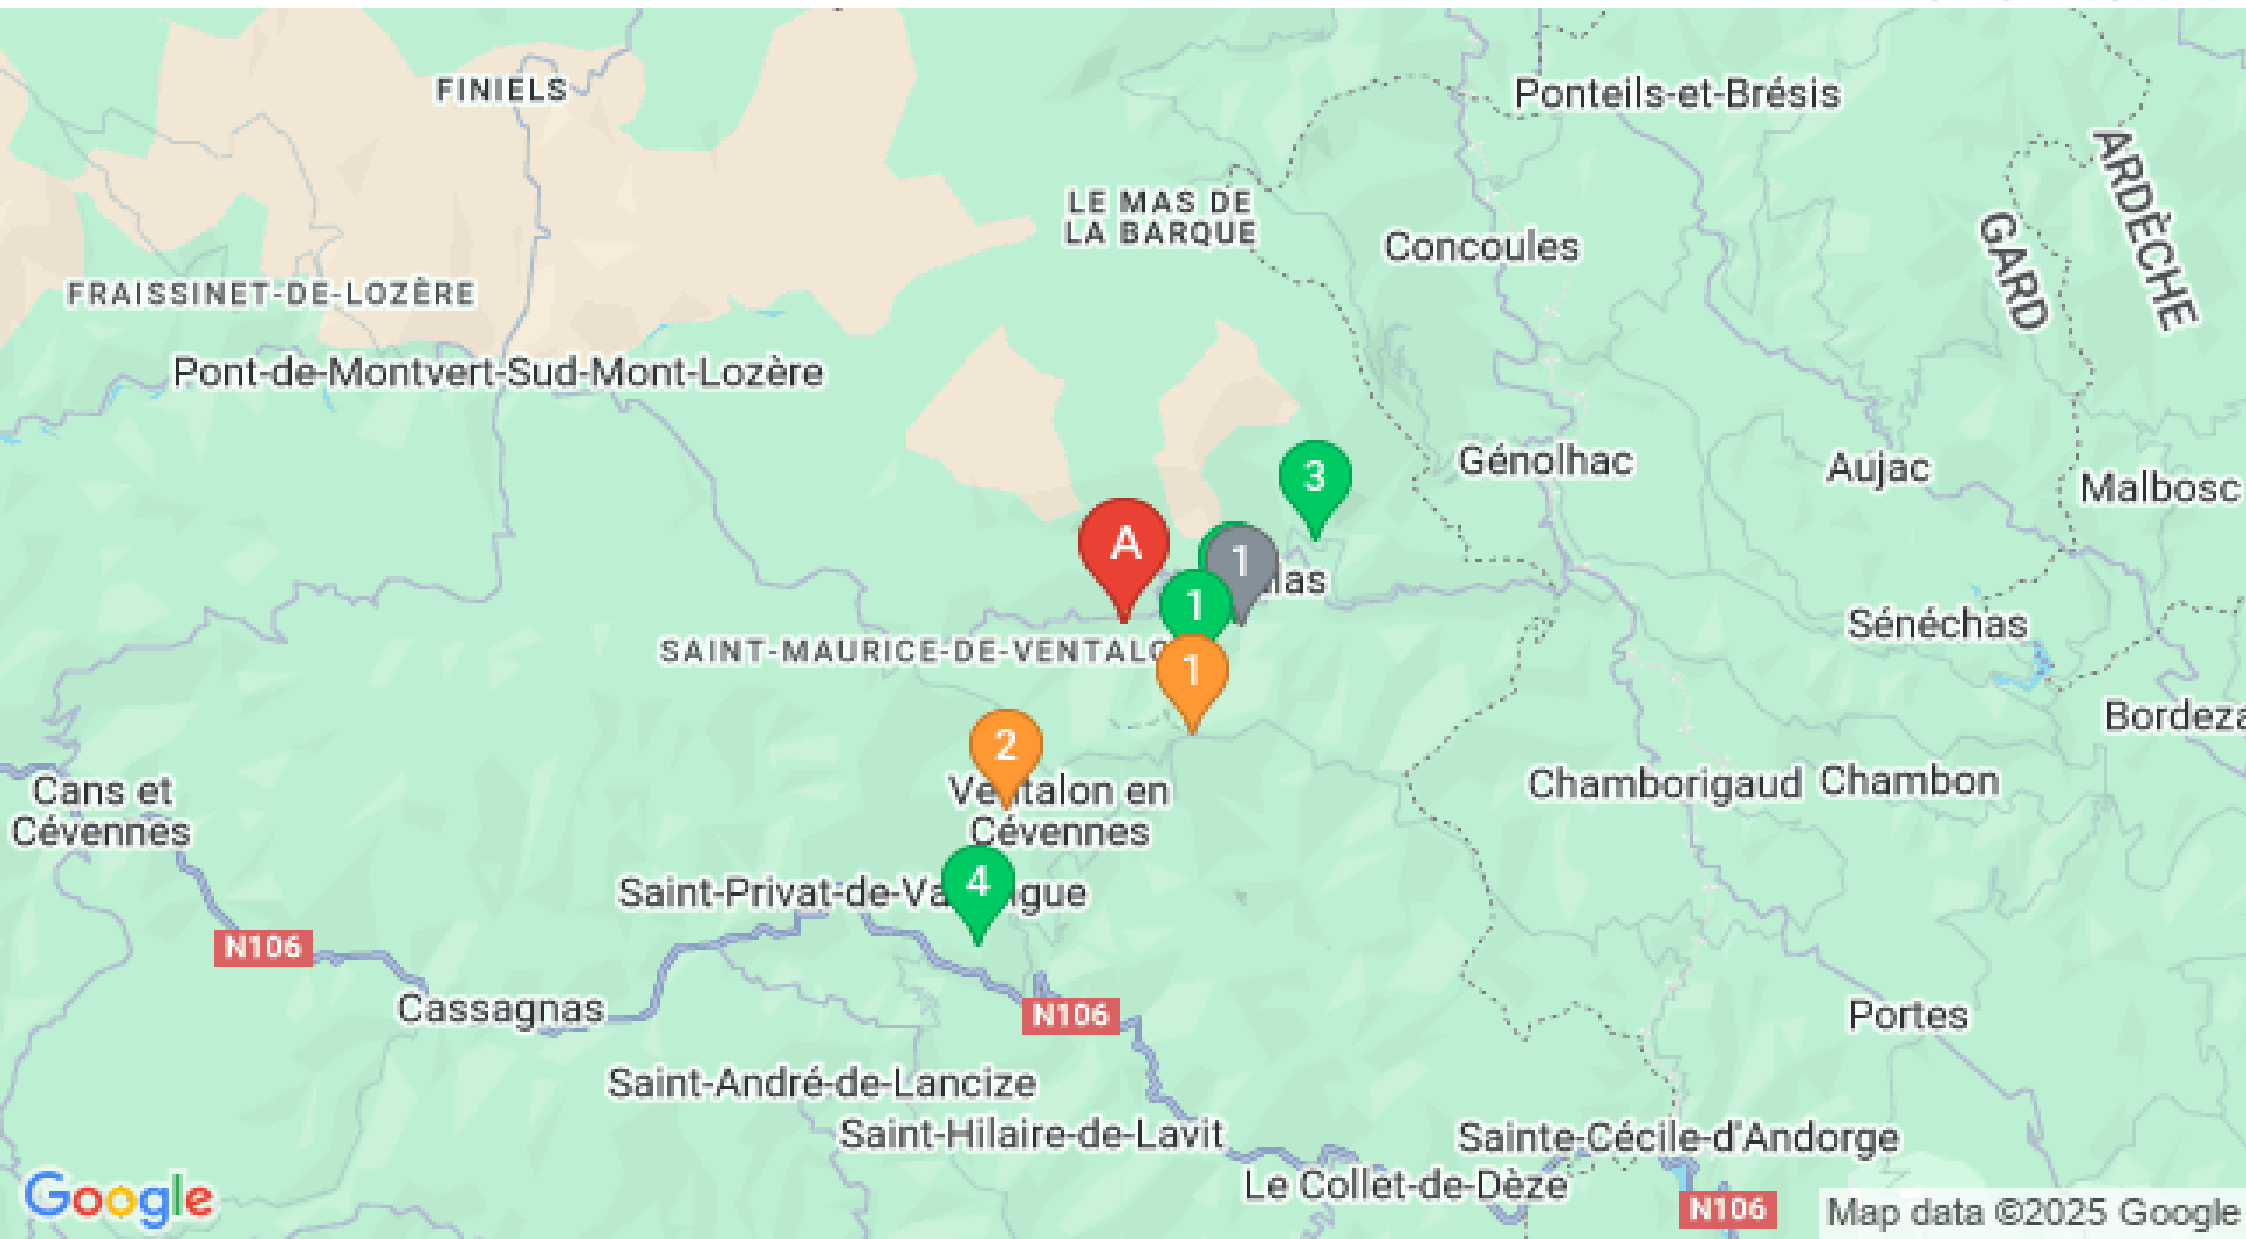 FINIELS
Ponteils-et-Brésis
ARDÈCHE
LE MAS DE
LA BARQUE
GARD
Concoules
FRAISSINET-DE-LOZÈRE
Pont-de-Montvert-Sud-Mont-Lozère
Génolhac
Aujac
Malbosc
3
A
1
las
1
Sénéchas
SAINT-MAURICE-DE-VENTALO
1
Bordeza
2
Cans et
Cévennes
Ventalon en
Cévennes
Chamborigaud
Chambon
4
Saint-Privat-de-Va
ngue
N106
Cassagnas
N106
Portes
Saint-André-de-Lancize
Saint-Hilaire-de-Lavit
Sainte-Cécile-d'Andorge
Le Collet-de-Dèze
N106
Google
Map data ©2025 Google